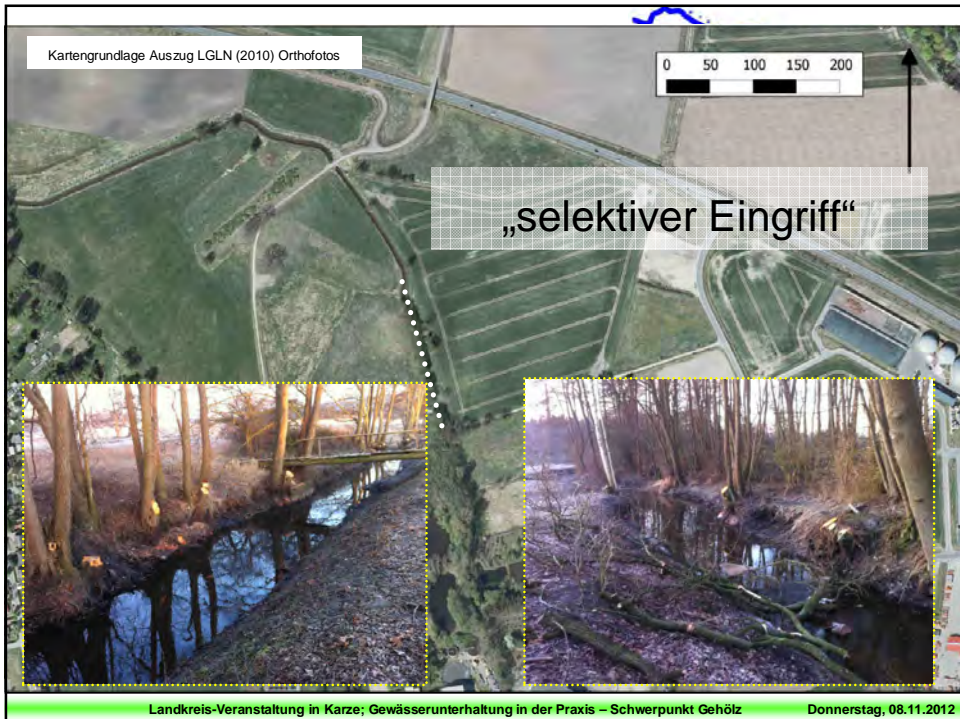 Kartengrundlage Auszug LGLN (2010) Orthofotos
0 50 100 150 200
„selektiver Eingriff“
Landkreis-Veranstaltung in Karze; Gewässerunterhaltung in der Praxis – Schwerpunkt Gehölz Donnerstag, 08.11.2012